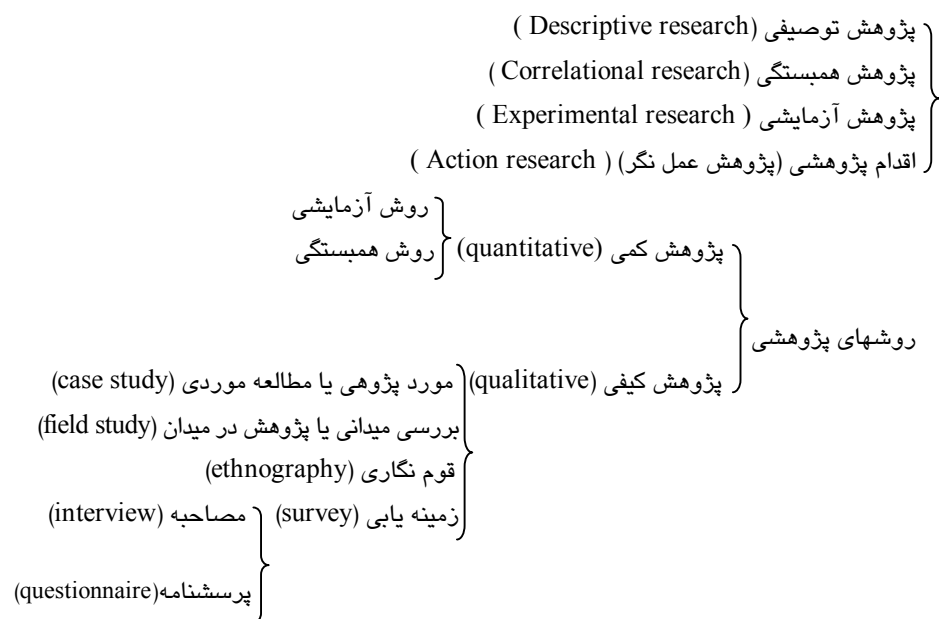 پژوهش توصیفی (Descriptive research )
پژوهش همبستگی (Correlational research )
پژوهش آزمایشی ( Experimental research )
اقدام پژوهشی (پژوهش عمل نگر) ( Action research )
روش آزمایشی
پژوهش کمی (quantitative) روش همبستگی
روشهای پژوهشی
پژوهش کیفی (qualitative) مورد پژوهی یا مطالعه موردی (case study)
بررسی میدانی یا پژوهش در میدان (field study)
قوم نگاری (ethnography)
زمینه یابی (survey) مصاحبه (interview)
پرسشنامه(questionnaire)